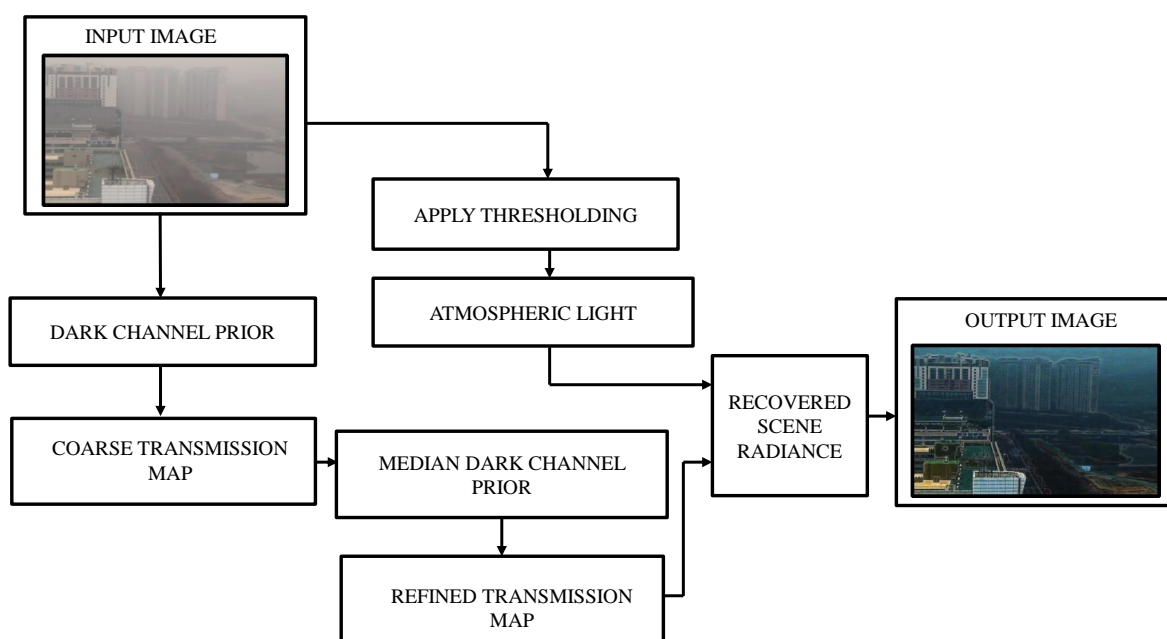 INPUT IMAGE
APPLY THRESHOLDING
ATMOSPHERIC LIGHT
DARK CHANNEL PRIOR
COARSE TRANSMISSION
MAP
MEDIAN DARK CHANNEL
PRIOR
REFINED TRANSMISSION
MAP
RECOVERED
SCENE
RADIANCE
OUTPUT IMAGE